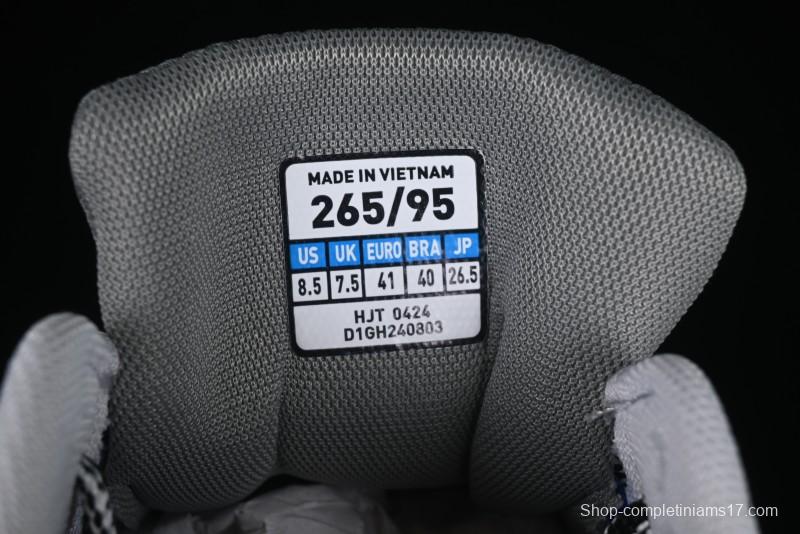 MADE IN VIETNAM
265/95
US UK EURO BRA JP
8.5 7.5 41 40 26.5
HJT 0424
D1GH240803
Shop-completiniams17.com